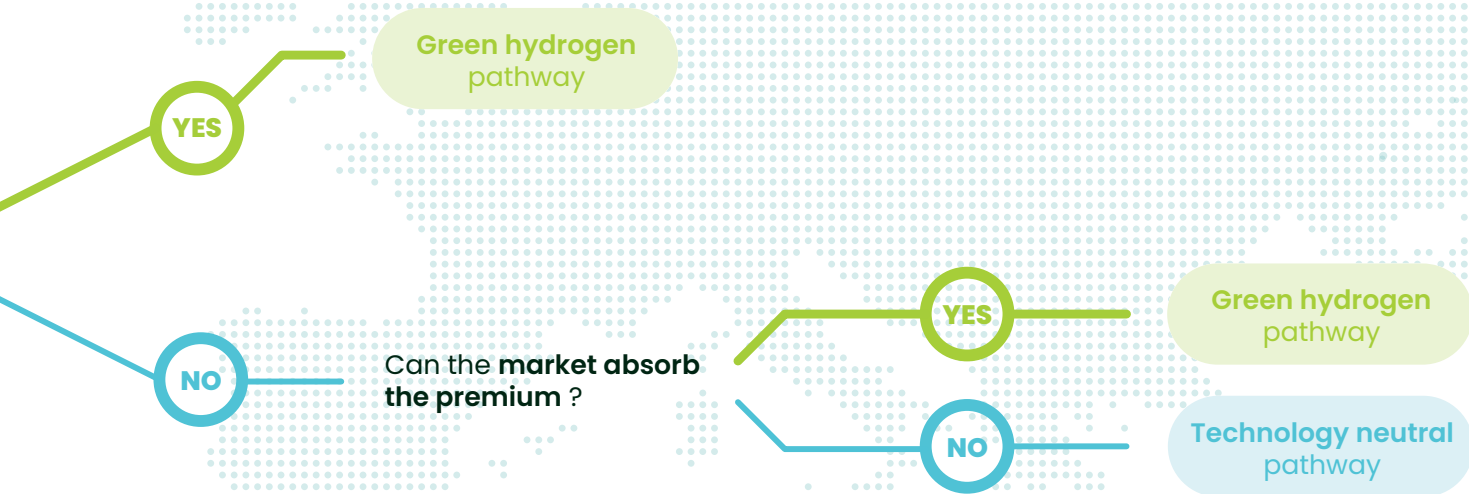 Green hydrogen
pathway
YES
NO
Can the market absorb
the premium ?
YES
Green hydrogen
pathway
NO
Technology neutral
pathway